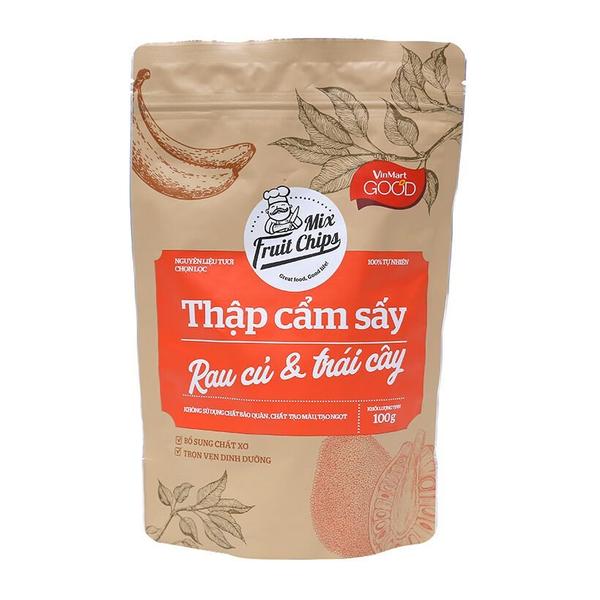 VinMart
GOOD
Mix
Fruit Chips
Great food, Good life!
NGUYÊN LIỆU TƯƠI
CHỌN LỌC
100% TỰ NHIÊN
Thập cẩm sấy
Rau củ & trái cây
KHÔNG SỬ DỤNG CHẤT BẢO QUẢN, CHẤT TẠO MÀU, TẠO NGỌT
KHỐI LƯỢNG TỊNH
100g
BỔ SUNG CHẤT XƠ
TRỌN VẸN DINH DƯỠNG